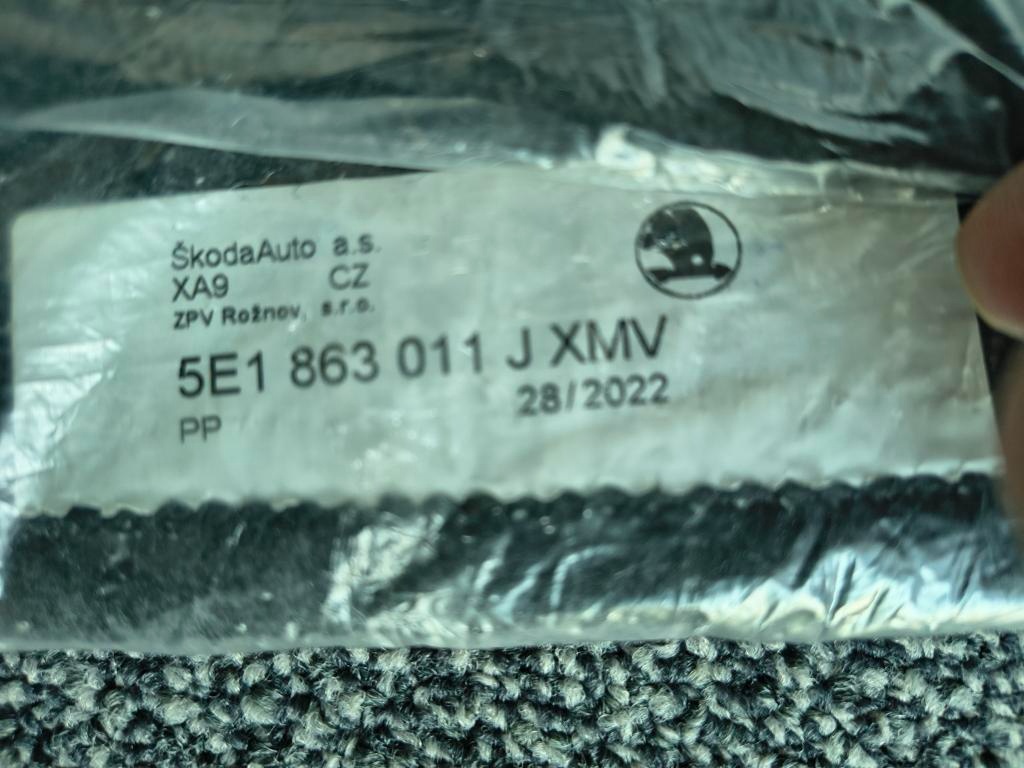 ŠkodaAuto a.s.
XA9 CZ
ZPV Rožnov, s.r.o.
5E1 863 011 J XMV
28/2022
PP